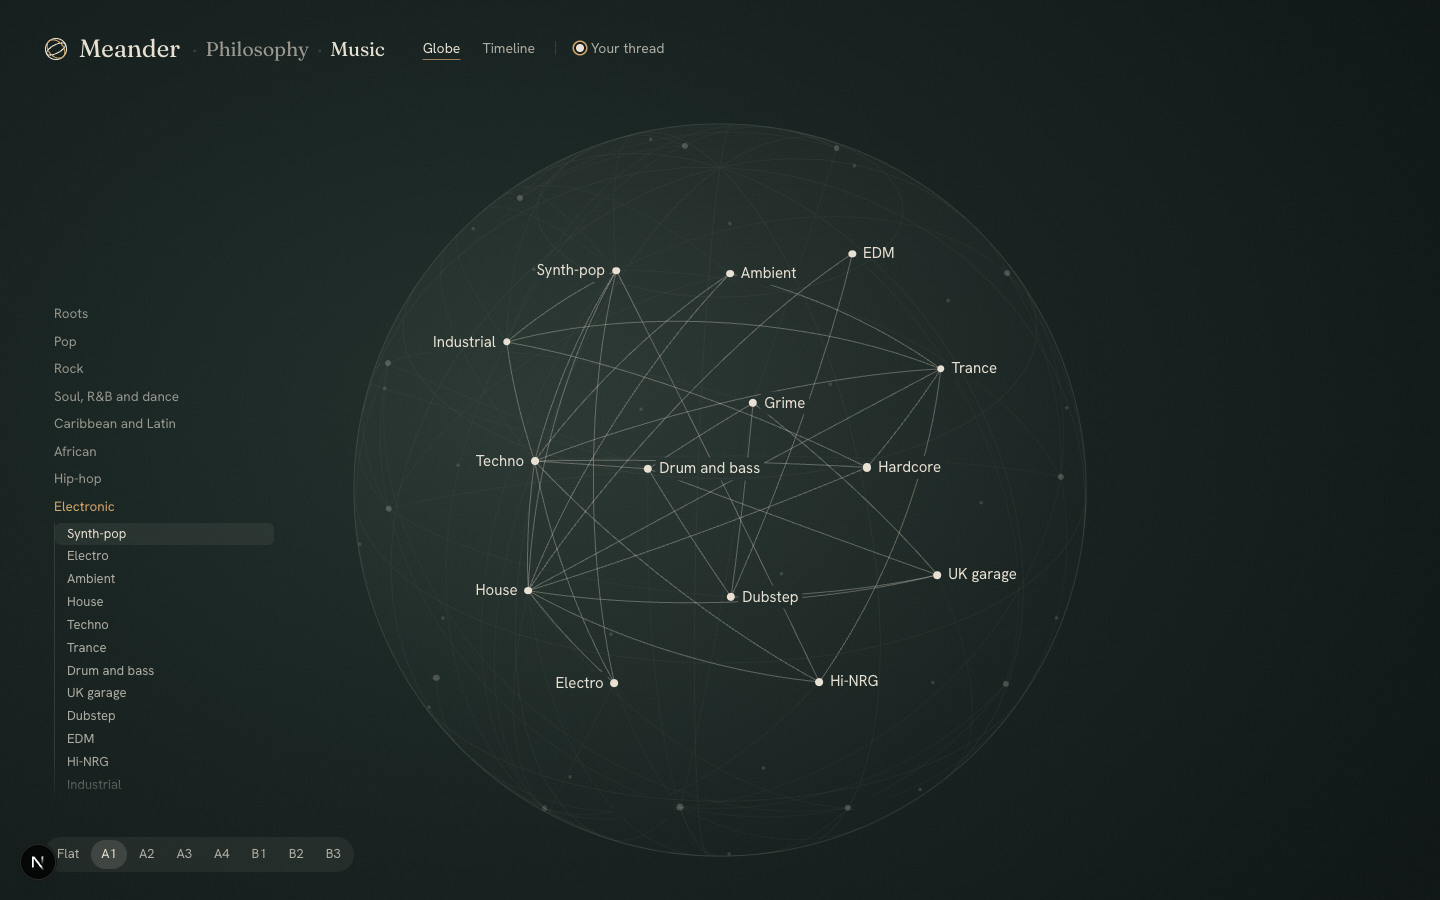 Meander · Philosophy · Music Globe Timeline Your thread
EDM
Synth-pop
Ambient
Industrial
Trance
Grime
Techno
Drum and bass
Hardcore
UK garage
House
Dubstep
Electro
Hi-NRG
Roots
Pop
Rock
Soul, R&B and dance
Caribbean and Latin
African
Hip-hop
Electronic
Synth-pop
Electro
Ambient
House
Techno
Trance
Drum and bass
UK garage
Dubstep
EDM
Hi-NRG
Industrial
N Flat A1 A2 A3 A4 B1 B2 B3